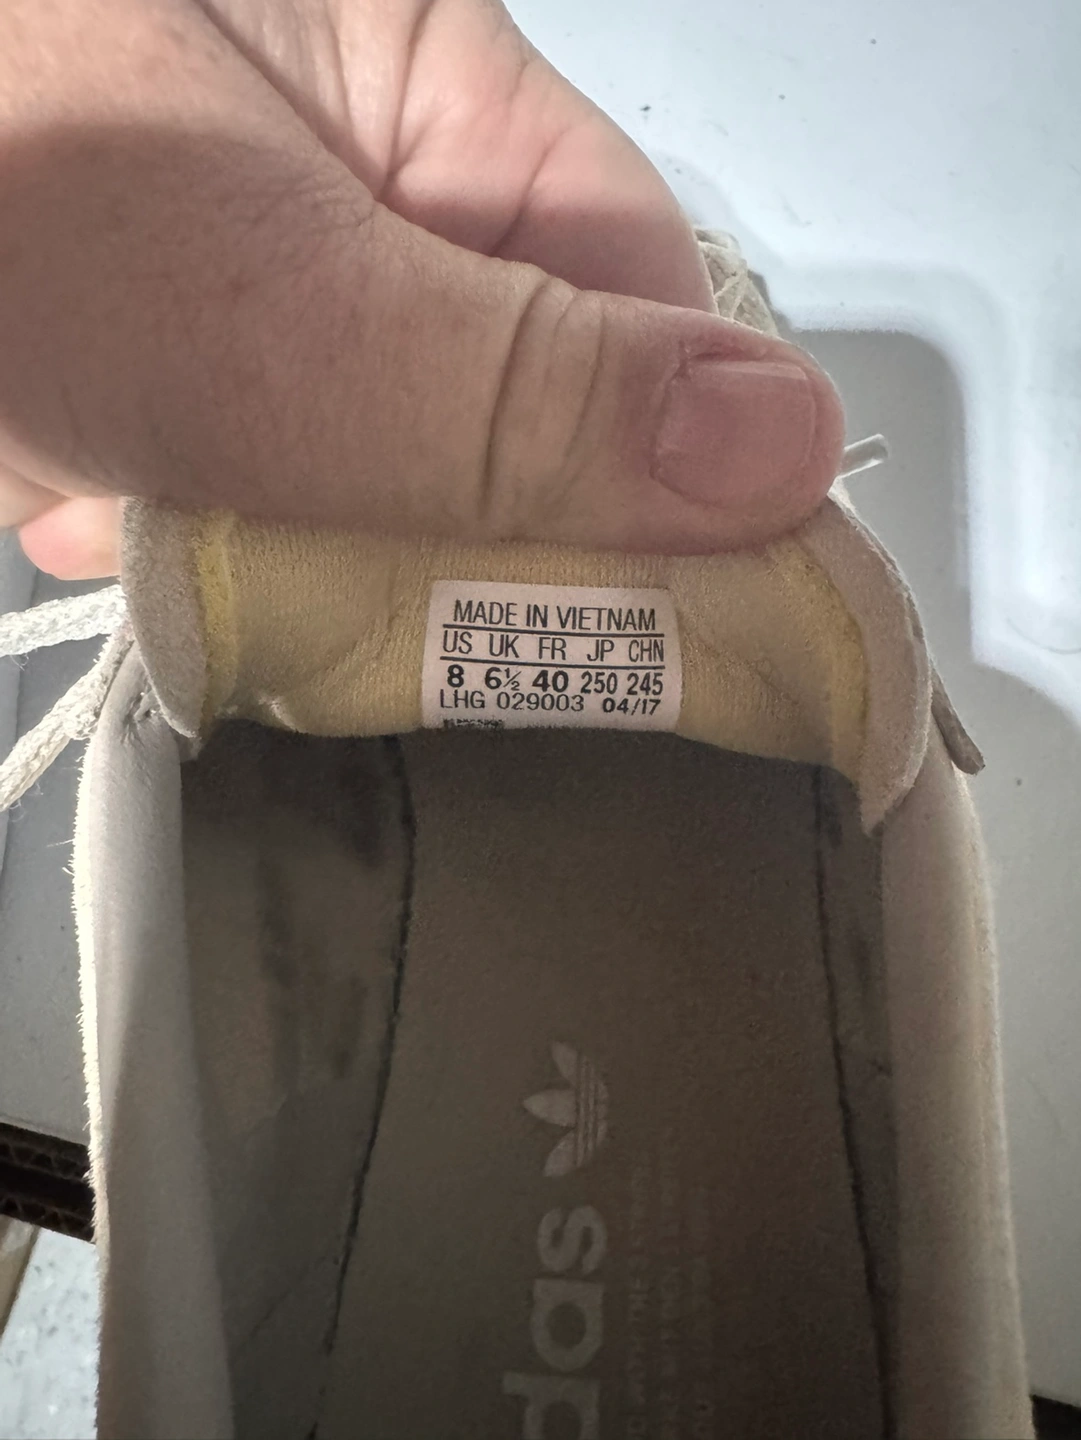 MADE IN VIETNAM
US UK FR JP CHN
8 6½ 40 250 245
LHG 029003 04/17
adidas